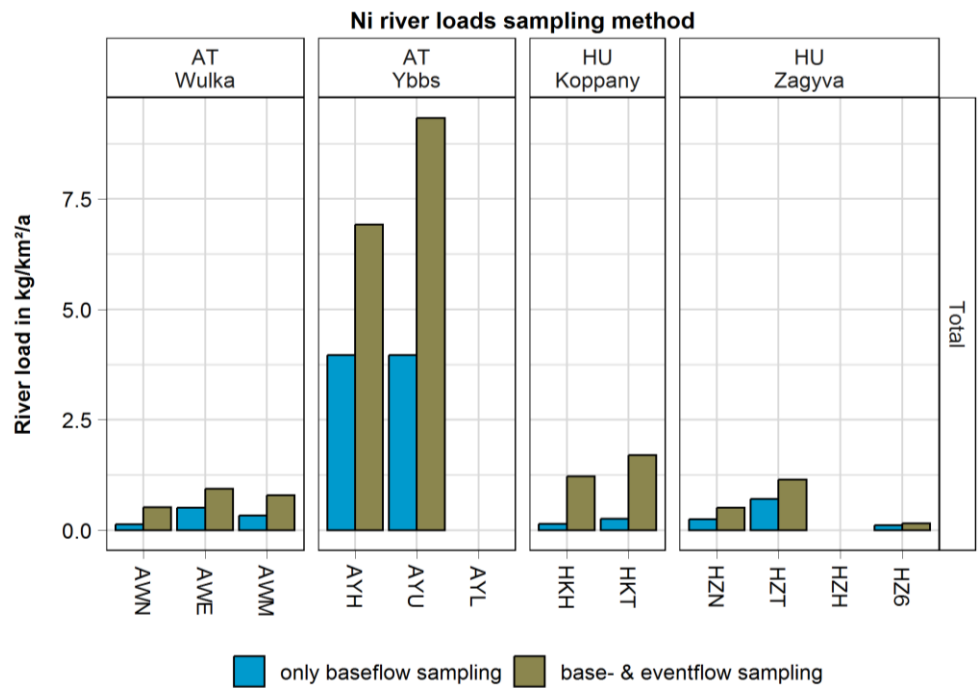 Ni river loads sampling method
AT
Wulka
AT
Ybbs
HU
Koppany
HU
Zagyva
River load in kg/km²/a
7.5
5.0
2.5
0.0
Total
AWN
AWE
AWM
AYH
AYU
AYL
HKH
HKT
HZN
HZT
HZH
HZ6
only baseflow sampling
base- & eventflow sampling